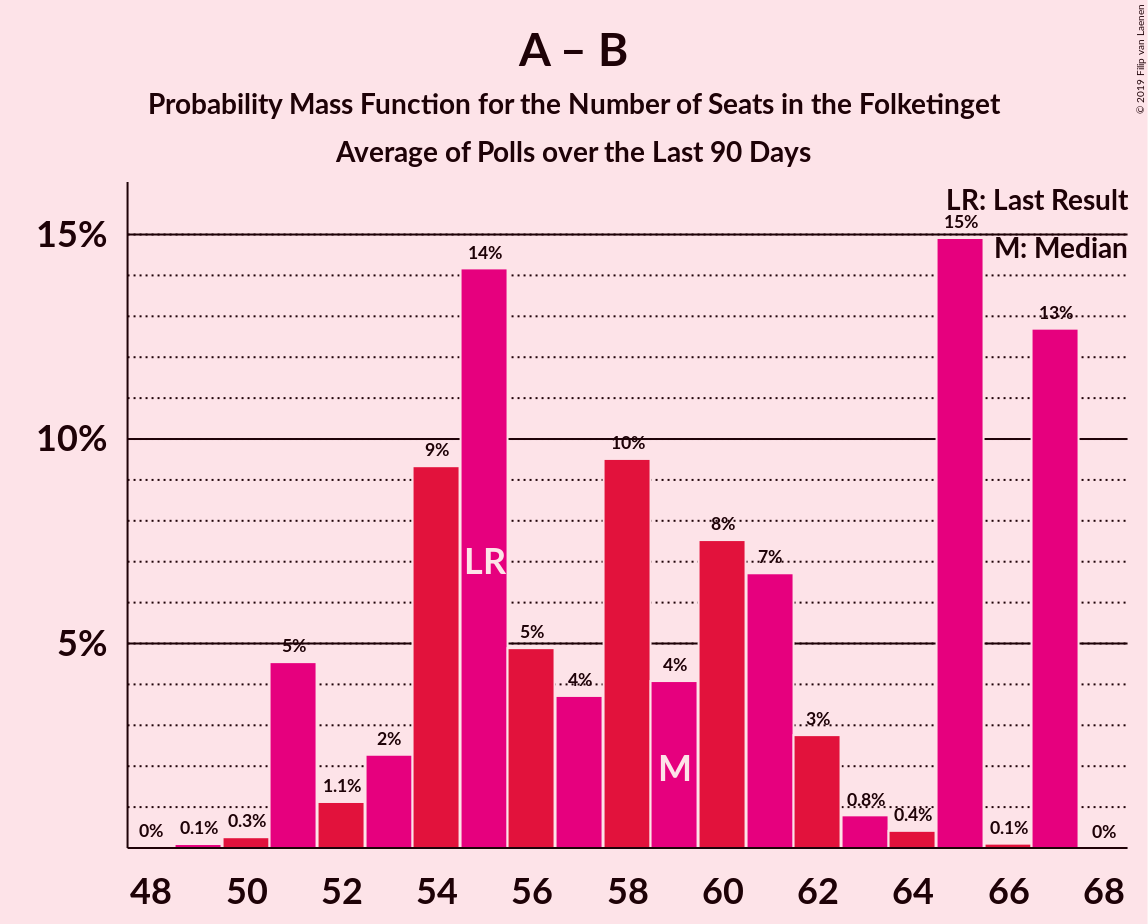 A – B
Probability Mass Function for the Number of Seats in the Folketinget
Average of Polls over the Last 90 Days
© 2019 Filip van Laenen
LR: Last Result
M: Median
15%
10%
5%
0%
0.1%
0.3%
5%
1.1%
2%
9%
14%
5%
4%
10%
4%
8%
7%
3%
0.8%
0.4%
15%
0.1%
13%
0%
LR
M
48 50 52 54 56 58 60 62 64 66 68